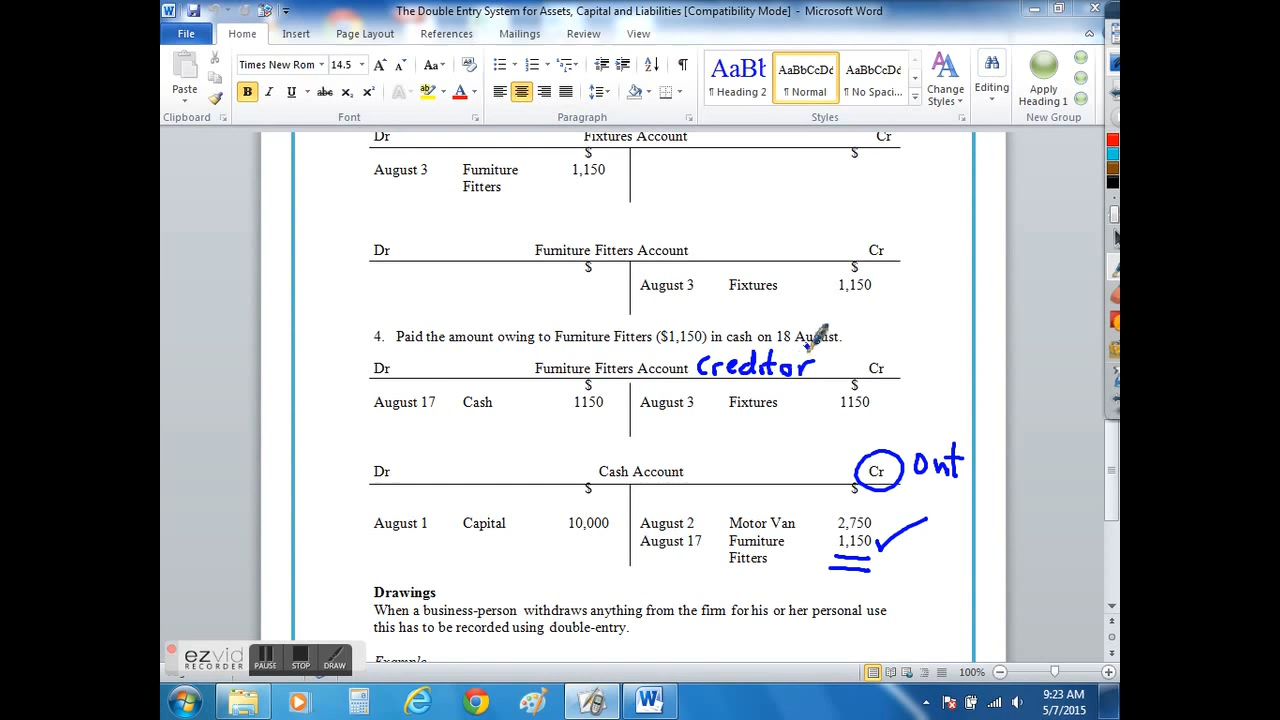 The Double Entry System for Assets, Capital and Liabilities [Compatibility Mode] - Microsoft Word
File Home Insert Page Layout References Mailings Review View
Times New Rom 14.5 Aa
AaBb AaBbCcDd AaBbCcDd
Paste B I U abc x₂ x² A A ¶ Heading 2 ¶ Normal ¶ No Spaci... Change Styles Editing Apply Heading 1
Clipboard Font Paragraph Styles New Group
Dr Fixtures Account Cr
$ $
August 3 Furniture 1,150
Fitters
Dr Furniture Fitters Account Cr
$ $
August 3 Fixtures 1,150
4. Paid the amount owing to Furniture Fitters ($1,150) in cash on 18 August.
Dr Furniture Fitters Account creditor Cr
$ $
August 17 Cash 1150 August 3 Fixtures 1150
Dr Cash Account Cr out
$ $
August 1 Capital 10,000 August 2 Motor Van 2,750
August 17 Furniture 1,150
Fitters
Drawings
When a business-person withdraws anything from the firm for his or her personal use
this has to be recorded using double-entry.
Example
ezvid
RECORDER
PAUSE STOP DRAW
100%
9:23 AM
5/7/2015